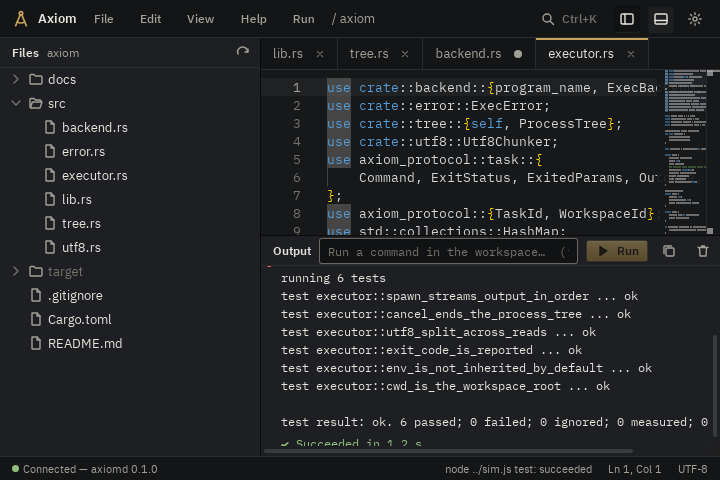 Axiom File Edit View Help Run / axiom Ctrl+K
Files axiom
docs
src
backend.rs
error.rs
executor.rs
lib.rs
tree.rs
utf8.rs
target
.gitignore
Cargo.toml
README.md
lib.rs × tree.rs × backend.rs ● executor.rs ×
1 use crate::backend::{program_name, ExecBac
2 use crate::error::ExecError;
3 use crate::tree::{self, ProcessTree};
4 use crate::utf8::Utf8Chunker;
5 use axiom_protocol::task::{
6 Command, ExitStatus, ExitedParams, Ou
7 };
8 use axiom_protocol::{TaskId, WorkspaceId}
9 use std::collections::HashMap;
Output Run a command in the workspace… ( Run
running 6 tests
test executor::spawn_streams_output_in_order ... ok
test executor::cancel_ends_the_process_tree ... ok
test executor::utf8_split_across_reads ... ok
test executor::exit_code_is_reported ... ok
test executor::env_is_not_inherited_by_default ... ok
test executor::cwd_is_the_workspace_root ... ok
test result: ok. 6 passed; 0 failed; 0 ignored; 0 measured; 0
✔ Succeeded in 1.2 s
Connected — axiomd 0.1.0 node ../sim.js test: succeeded Ln 1, Col 1 UTF-8